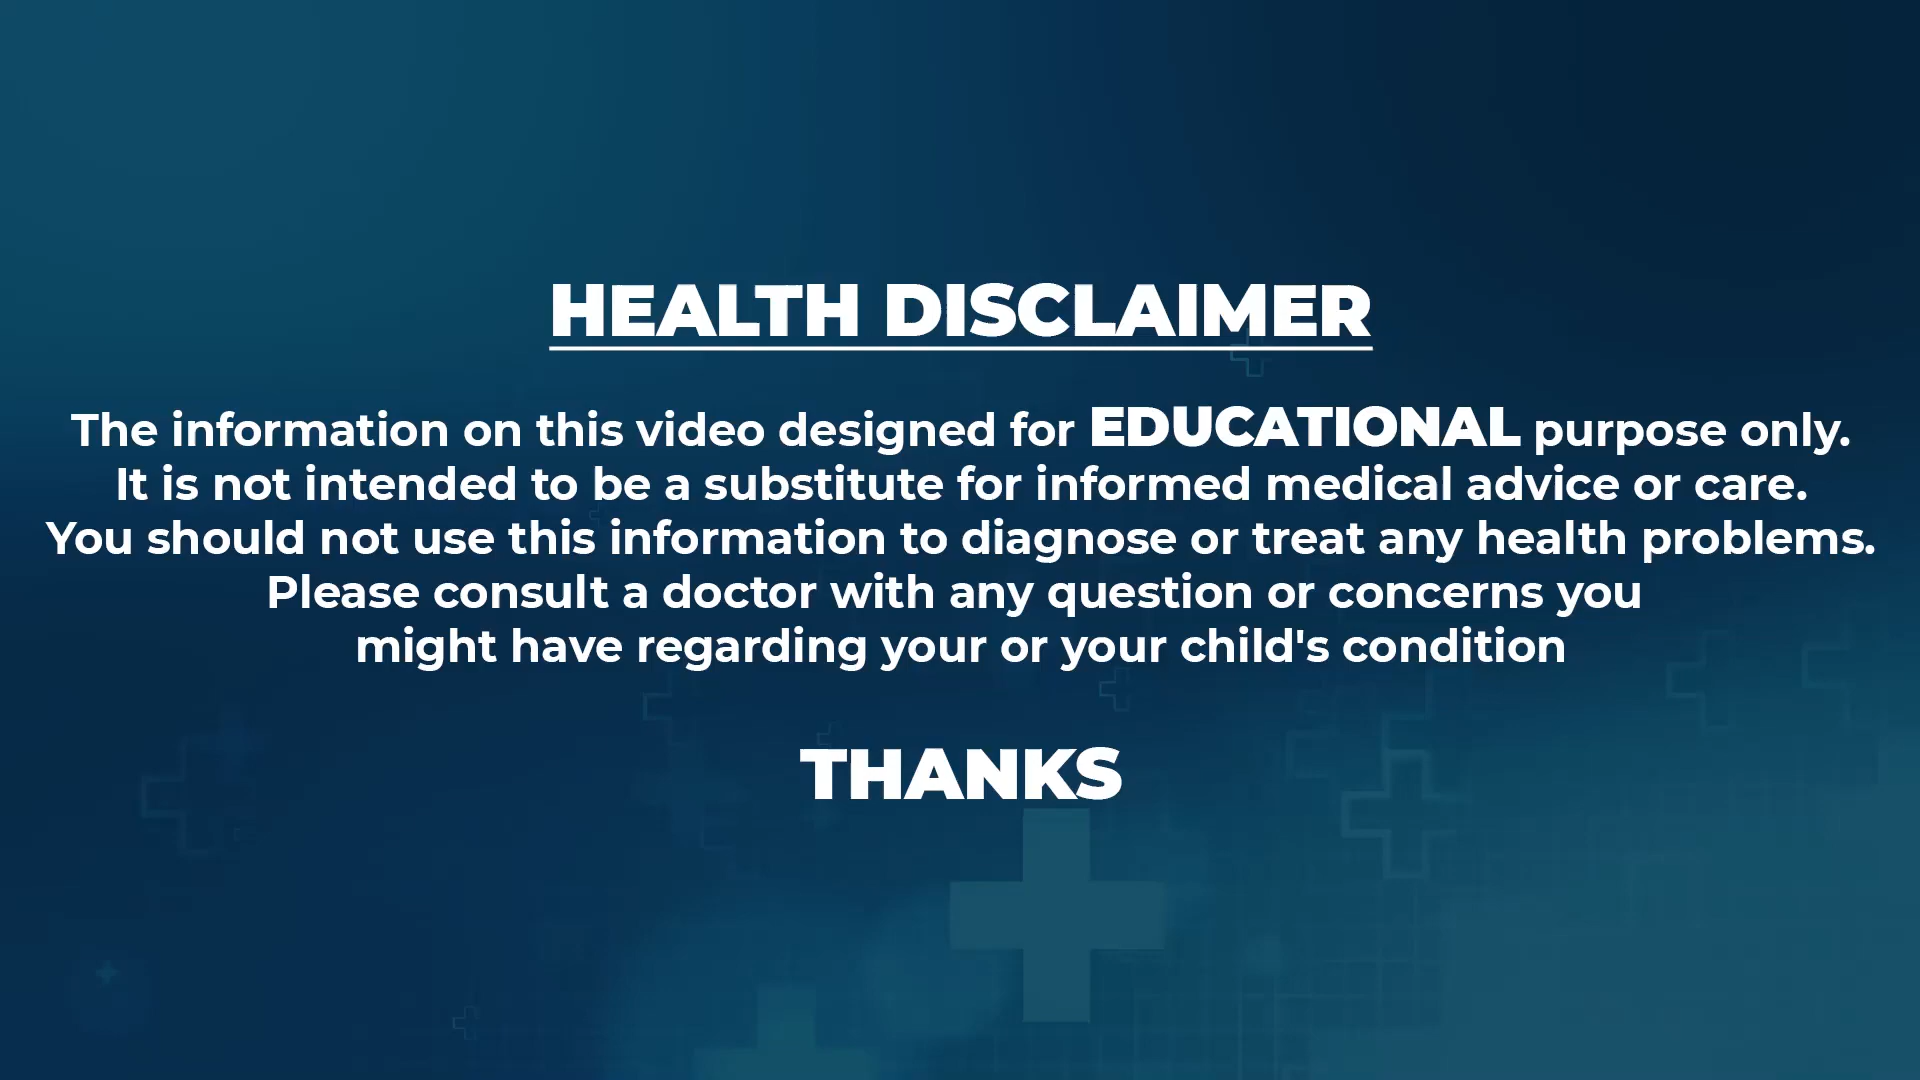 HEALTH DISCLAIMER
The information on this video designed for EDUCATIONAL purpose only.
It is not intended to be a substitute for informed medical advice or care.
You should not use this information to diagnose or treat any health problems.
Please consult a doctor with any question or concerns you
might have regarding your or your child's condition
THANKS